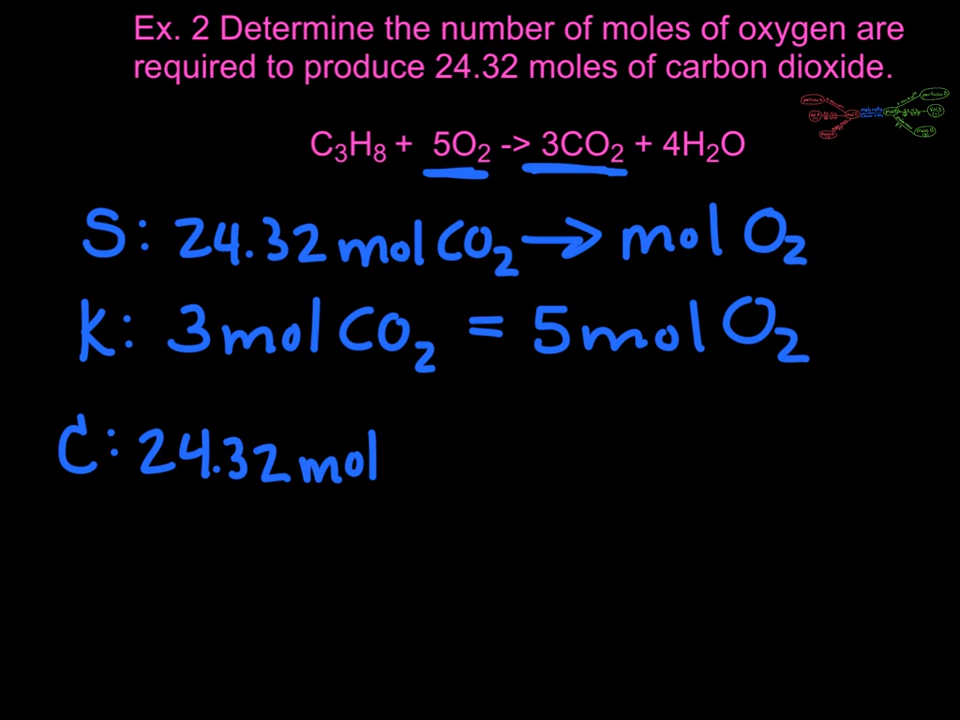 Ex. 2 Determine the number of moles of oxygen are
required to produce 24.32 moles of carbon dioxide.
C₃H₈ + 5O₂ -> 3CO₂ + 4H₂O
S: 24.32 mol CO₂ → mol O₂
K: 3 mol CO₂ = 5 mol O₂
C: 24.32 mol